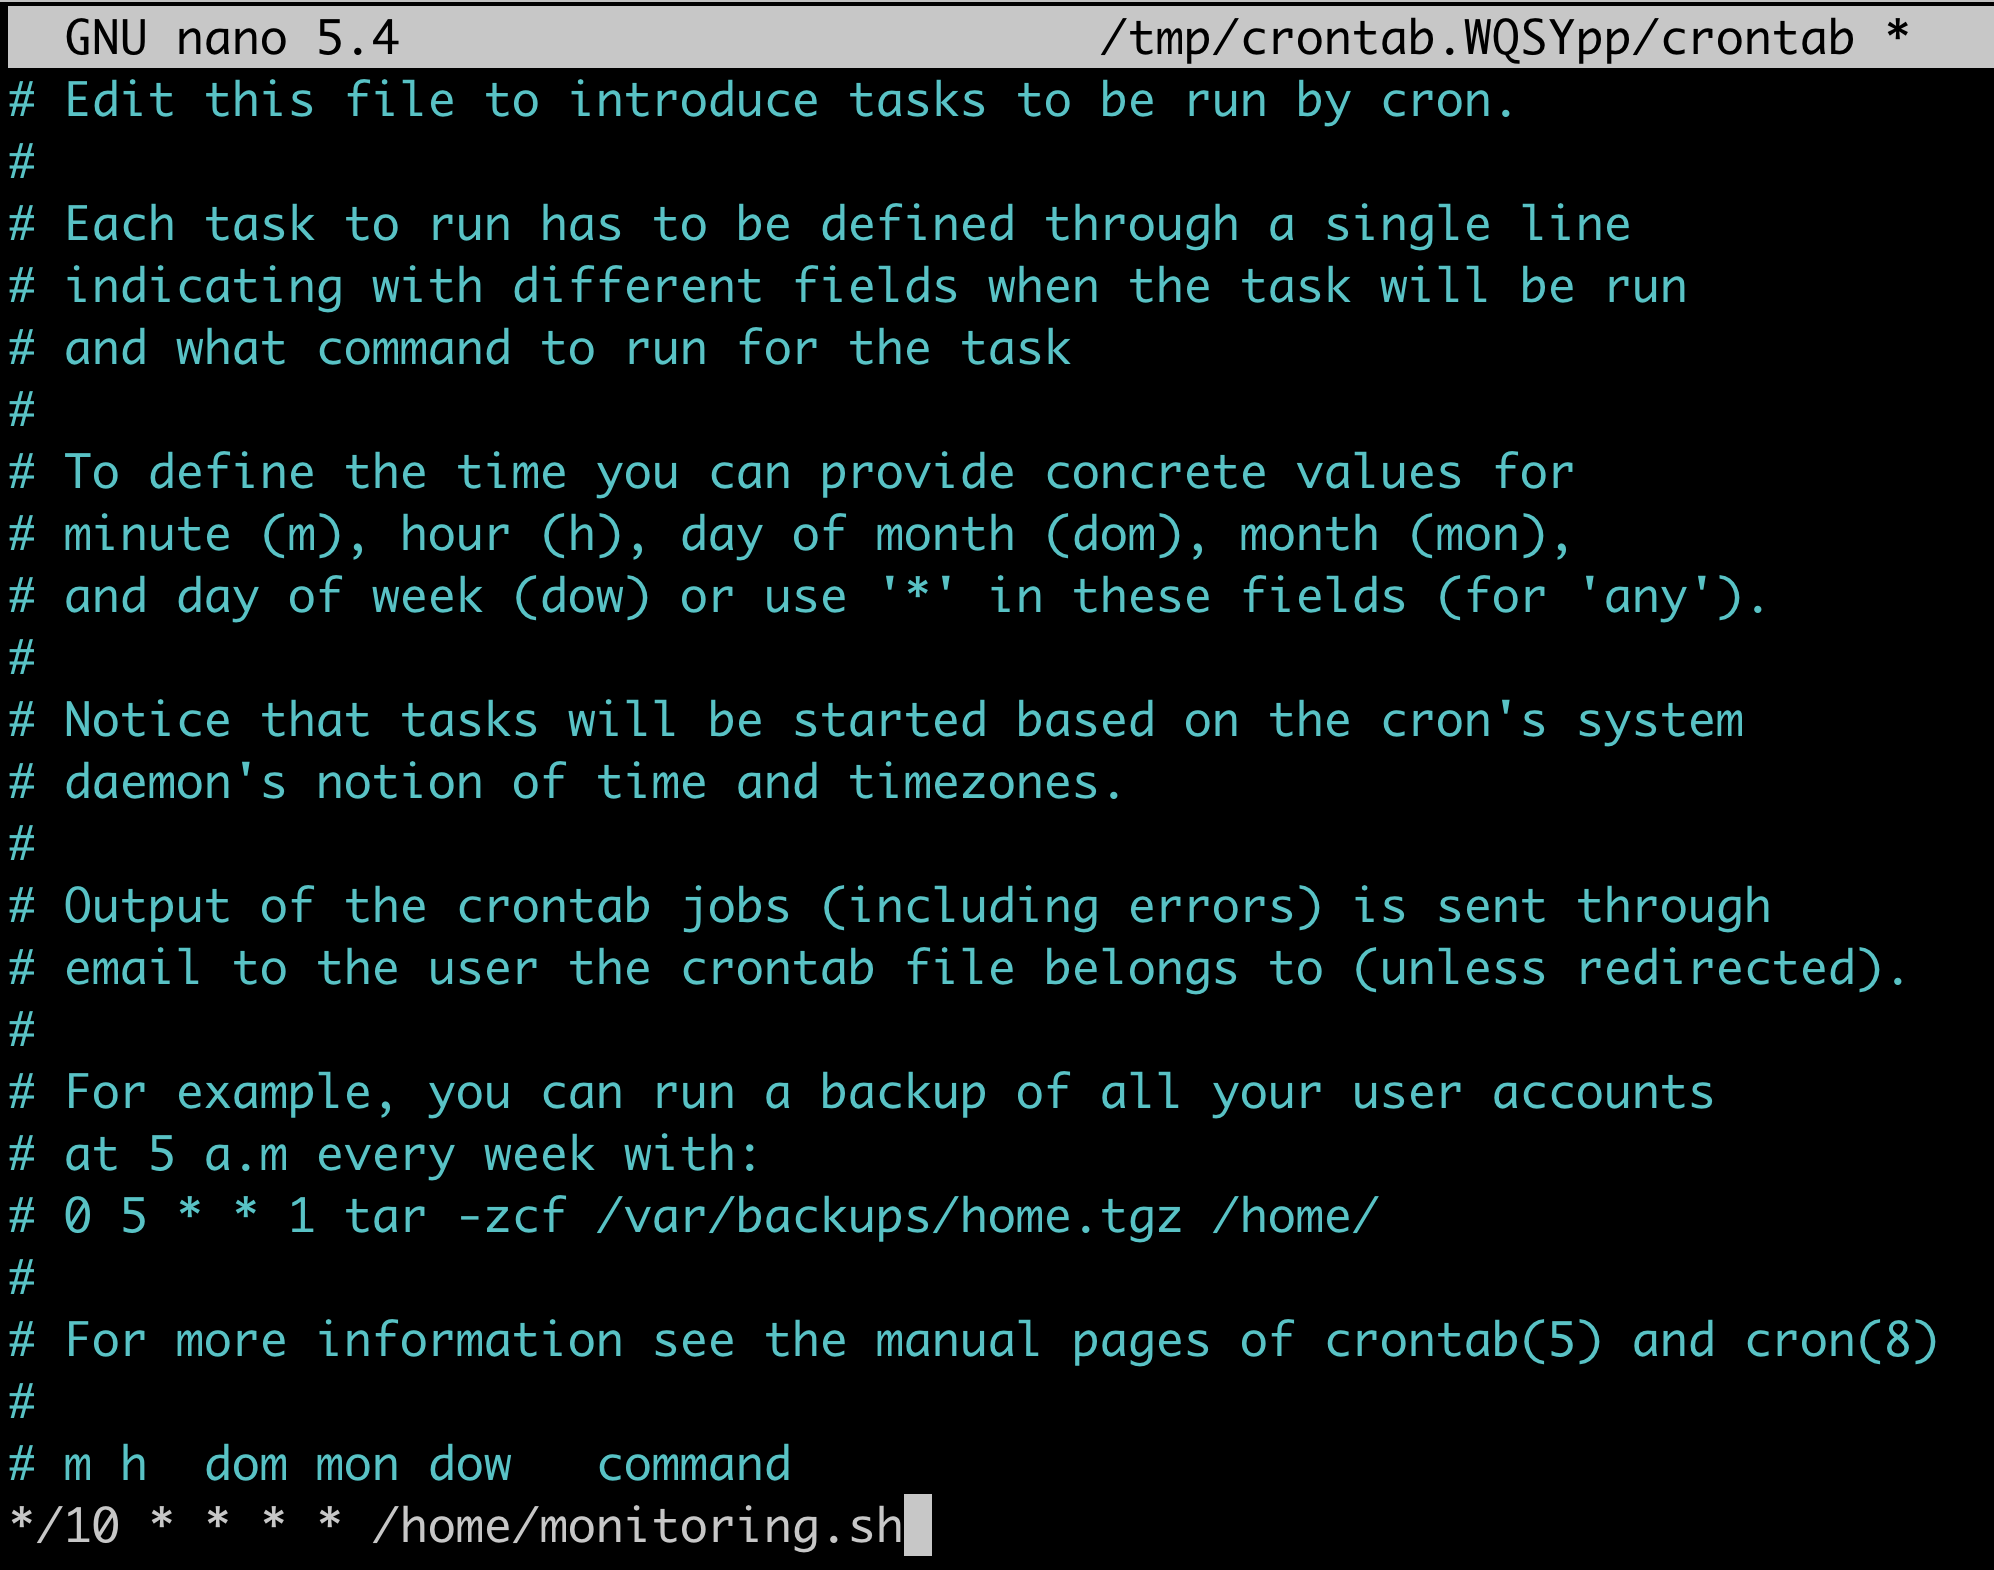 GNU nano 5.4 /tmp/crontab.WQSYpp/crontab *
# Edit this file to introduce tasks to be run by cron.
#
# Each task to run has to be defined through a single line
# indicating with different fields when the task will be run
# and what command to run for the task
#
# To define the time you can provide concrete values for
# minute (m), hour (h), day of month (dom), month (mon),
# and day of week (dow) or use '*' in these fields (for 'any').
#
# Notice that tasks will be started based on the cron's system
# daemon's notion of time and timezones.
#
# Output of the crontab jobs (including errors) is sent through
# email to the user the crontab file belongs to (unless redirected).
#
# For example, you can run a backup of all your user accounts
# at 5 a.m every week with:
# 0 5 * * 1 tar -zcf /var/backups/home.tgz /home/
#
# For more information see the manual pages of crontab(5) and cron(8)
#
# m h  dom mon dow   command
*/10 * * * * /home/monitoring.sh